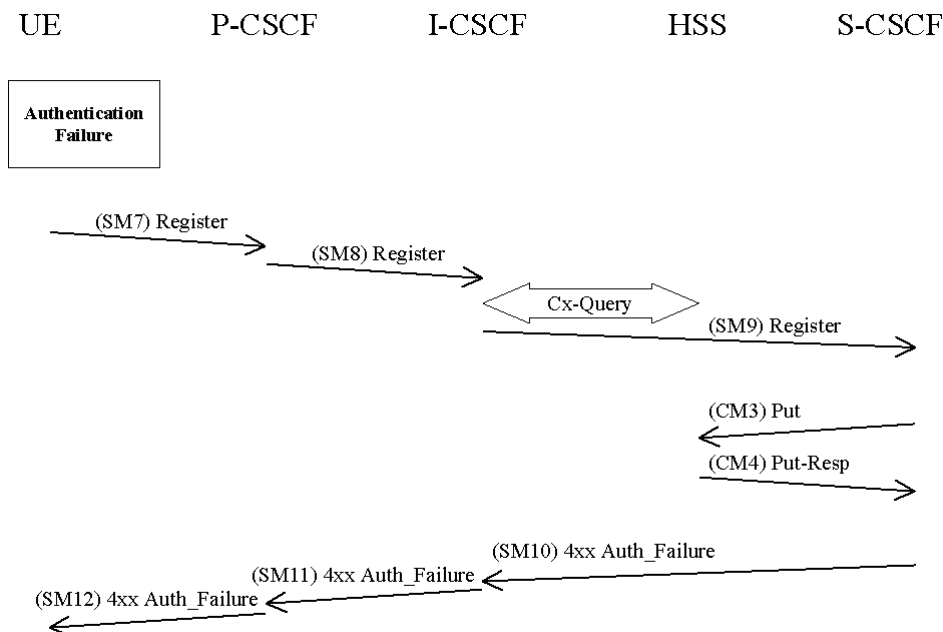 UE P-CSCF I-CSCF HSS S-CSCF
Authentication
Failure
(SM7) Register
(SM8) Register
Cx-Query
(SM9) Register
(CM3) Put
(CM4) Put-Resp
(SM10) 4xx Auth_Failure
(SM11) 4xx Auth_Failure
(SM12) 4xx Auth_Failure